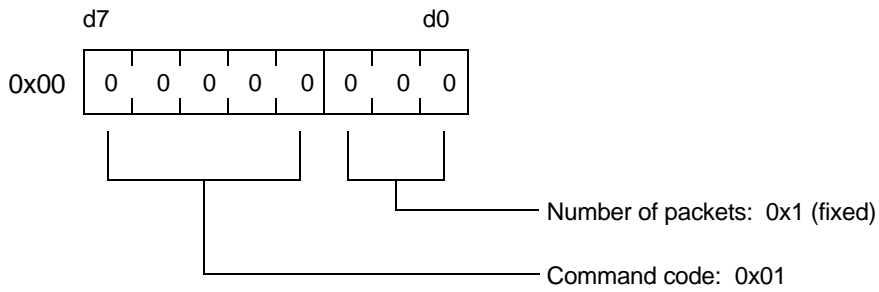 d7 d0
0x00 0 0 0 0 0 0 0 0
Number of packets: 0x1 (fixed)
Command code: 0x01